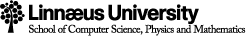 Linnæus University
School of Computer Science, Physics and Mathematics